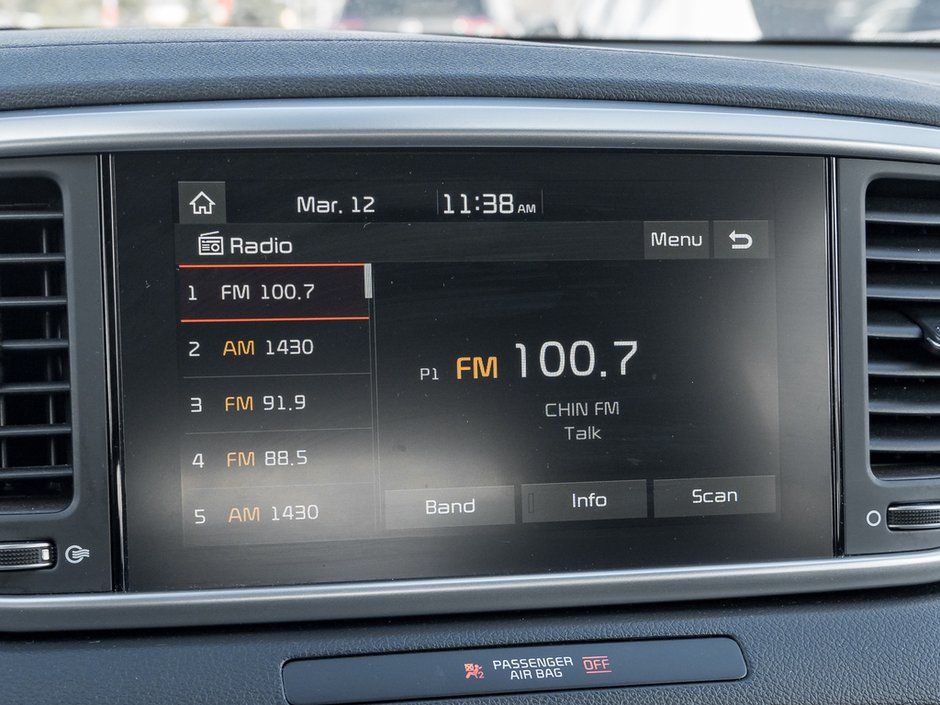 Mar. 12 11:38 AM
Radio Menu
1 FM 100.7
2 AM 1430
3 FM 91.9
4 FM 88.5
5 AM 1430
P1 FM 100.7
CHIN FM
Talk
Band Info Scan
PASSENGER
AIR BAG OFF
2